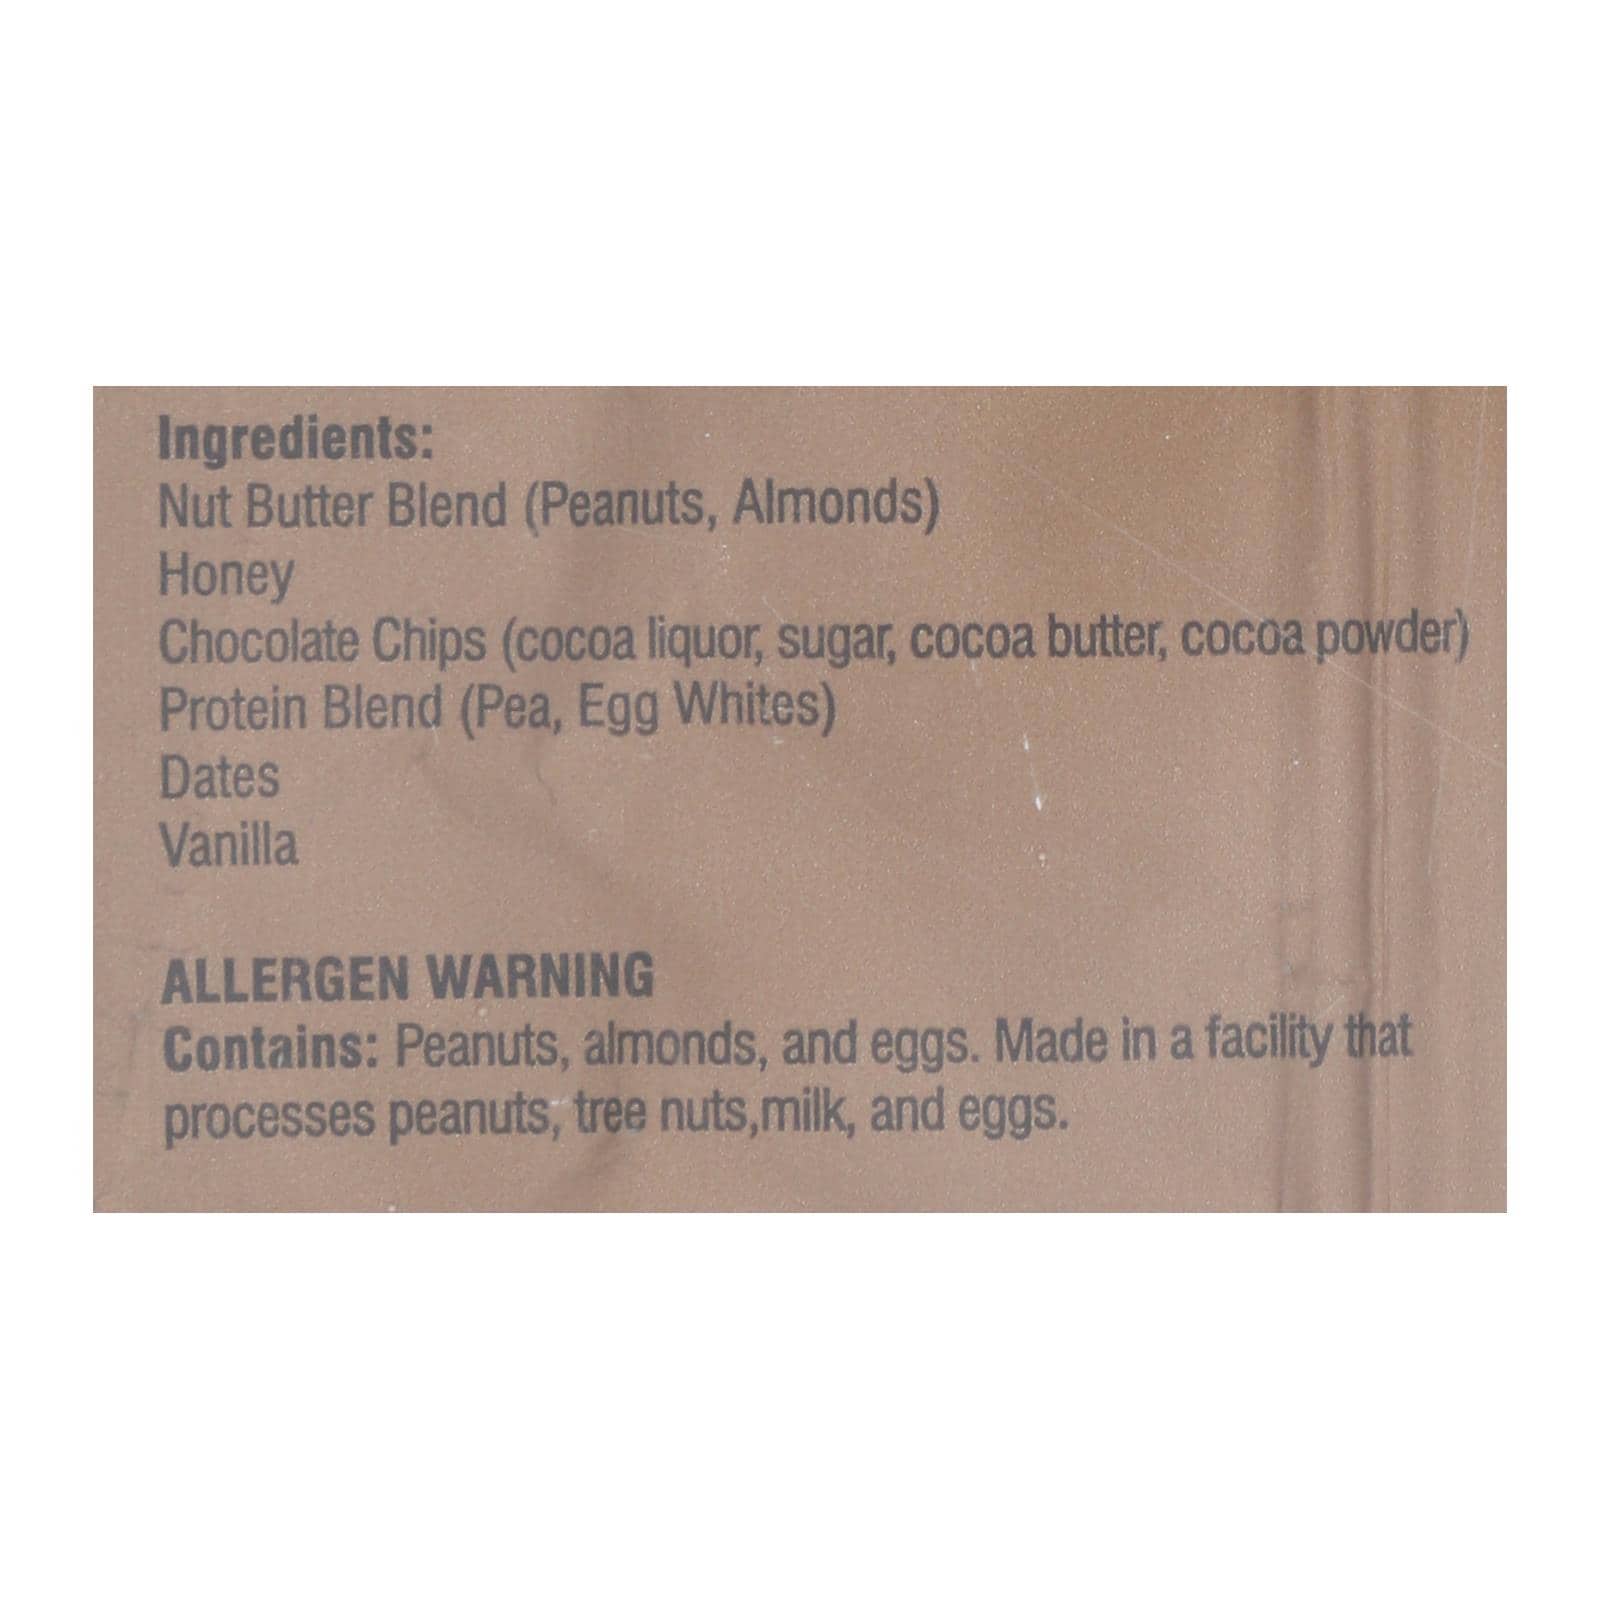 Ingredients:
Nut Butter Blend (Peanuts, Almonds)
Honey
Chocolate Chips (cocoa liquor, sugar, cocoa butter, cocoa powder)
Protein Blend (Pea, Egg Whites)
Dates
Vanilla
ALLERGEN WARNING
Contains: Peanuts, almonds, and eggs. Made in a facility that
processes peanuts, tree nuts,milk, and eggs.